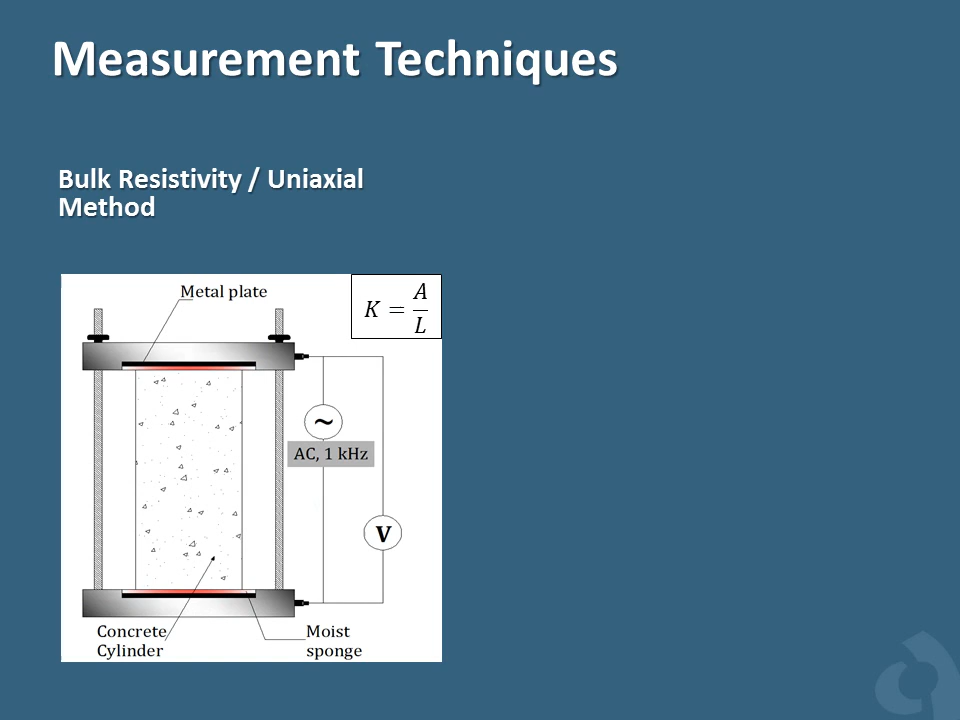 Measurement Techniques
Bulk Resistivity / Uniaxial
Method
Metal plate
K = A/L
~
AC, 1 kHz
V
Concrete
Cylinder
Moist
sponge